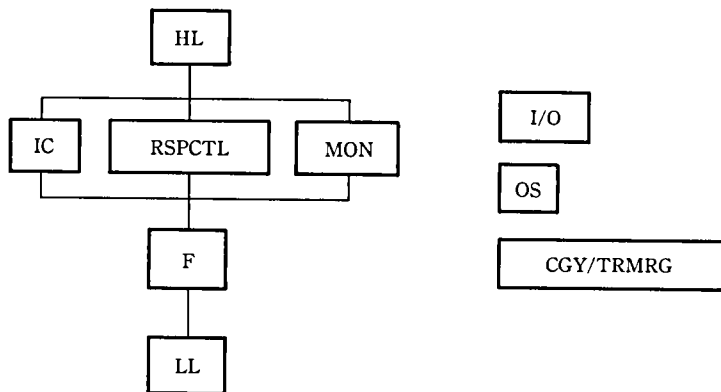 HL
IC
RSPCTL
MON
F
LL
I/O
OS
CGY/TRMRG